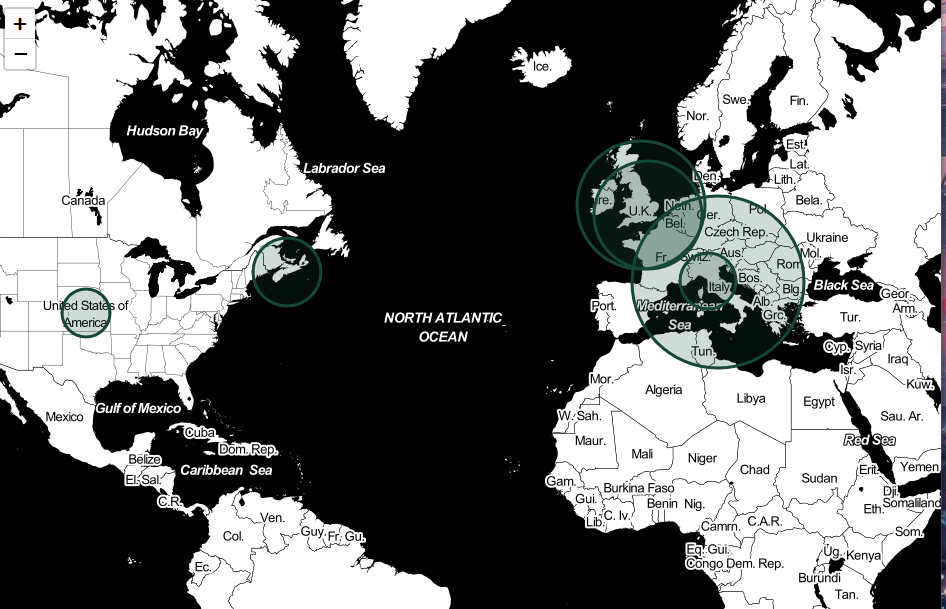 +
−
Ice.
Swe.
Fin.
Nor.
Hudson Bay
Est.
Lat.
Labrador Sea
Den.
Lith.
Canada
Ire.
U.K.
Neth.
Bela.
Ger.
Pol.
Bel.
Czech Rep.
Ukraine
Fr.
Switz.
Aus.
Mol.
Rom.
Bos.
Italy
Blg.
Black Sea
Geor.
United States of
America
Port.
Mediterranean
Sea
Alb.
Grc.
Arm.
Tur.
NORTH ATLANTIC
OCEAN
Tun.
Cyp.
Syria
Iraq
Isr.
Mor.
Algeria
Kuw.
Mexico
Gulf of Mexico
Libya
Egypt
W. Sah.
Sau. Ar.
Cuba
Maur.
Red Sea
Dom. Rep.
Belize
Mali
Niger
Caribbean Sea
Chad
Sudan
Erit.
Yemen
El. Sal.
Gam.
Burkina Faso
Dji.
C.R.
Gui.
Benin
Nig.
Eth.
Somaliland
Ven.
Lib.
C. Iv.
Camrn.
C.A.R.
Som.
Col.
Guy.
Fr. Gu.
Eq. Gui.
Ug.
Kenya
Congo
Dem. Rep.
Ec.
Burundi
Tan.